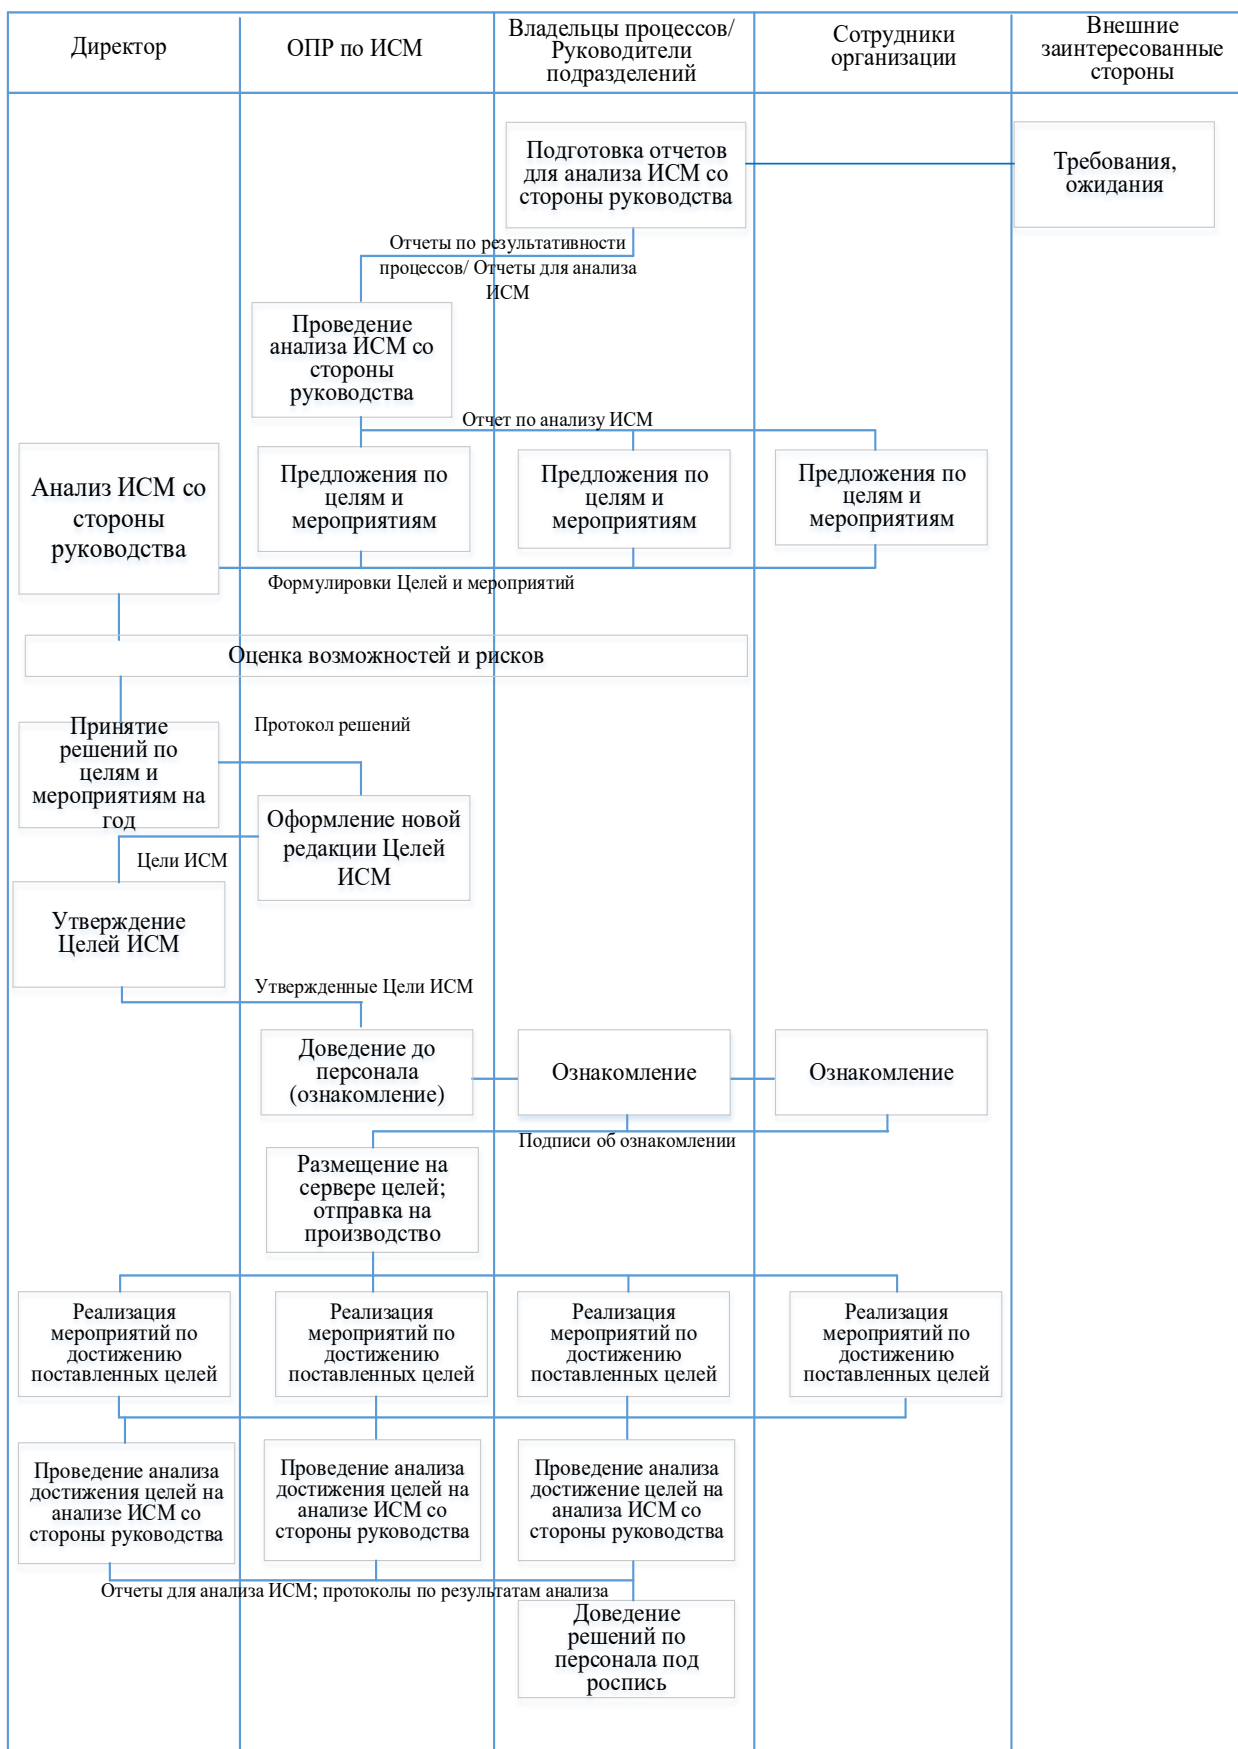 Директор
ОПР по ИСМ
Владельцы процессов/
Руководители
подразделений
Сотрудники
организации
Внешние
заинтересованные
стороны
Подготовка отчетов
для анализа ИСМ со
стороны руководства
Требования,
ожидания
Отчеты по результативности
процессов/ Отчеты для анализа
ИСМ
Проведение
анализа ИСМ со
стороны
руководства
Отчет по анализу ИСМ
Анализ ИСМ со
стороны
руководства
Предложения по
целям и
мероприятиям
Предложения по
целям и
мероприятиям
Предложения по
целям и
мероприятиям
Формулировки Целей и мероприятий
Оценка возможностей и рисков
Принятие
решений по
целям и
мероприятиям на
год
Протокол решений
Оформление новой
редакции Целей
ИСМ
Цели ИСМ
Утверждение
Целей ИСМ
Утвержденные Цели ИСМ
Доведение до
персонала
(ознакомление)
Ознакомление
Ознакомление
Подписи об ознакомлении
Размещение на
сервере целей;
отправка на
производство
Реализация
мероприятий по
достижению
поставленных целей
Реализация
мероприятий по
достижению
поставленных целей
Реализация
мероприятий по
достижению
поставленных целей
Реализация
мероприятий по
достижению
поставленных целей
Проведение анализа
достижения целей на
анализе ИСМ со
стороны руководства
Проведение анализа
достижения целей на
анализе ИСМ со
стороны руководства
Проведение анализа
достижение целей на
анализа ИСМ со
стороны руководства
Отчеты для анализа ИСМ; протоколы по результатам анализа
Доведение
решений по
персонала под
роспись